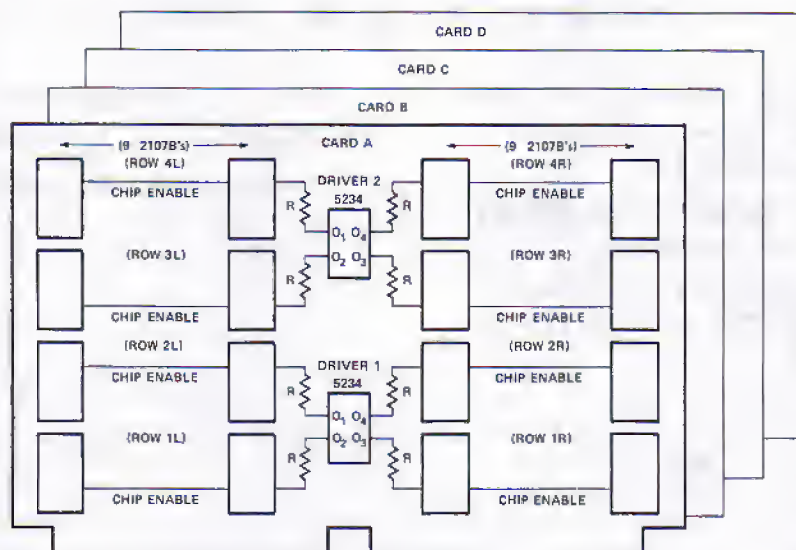 CARD D
CARD C
CARD B
(9 2107B's) CARD A (9 2107B's)
(ROW 4L) (ROW 4R)
CHIP ENABLE R DRIVER 2 R CHIP ENABLE
5234
O1 O4
O2 O3
(ROW 3L) R R (ROW 3R)
CHIP ENABLE CHIP ENABLE
(ROW 2L) (ROW 2R)
CHIP ENABLE R DRIVER 1 R CHIP ENABLE
5234
O1 O4
O2 O3
(ROW 1L) R R (ROW 1R)
CHIP ENABLE CHIP ENABLE